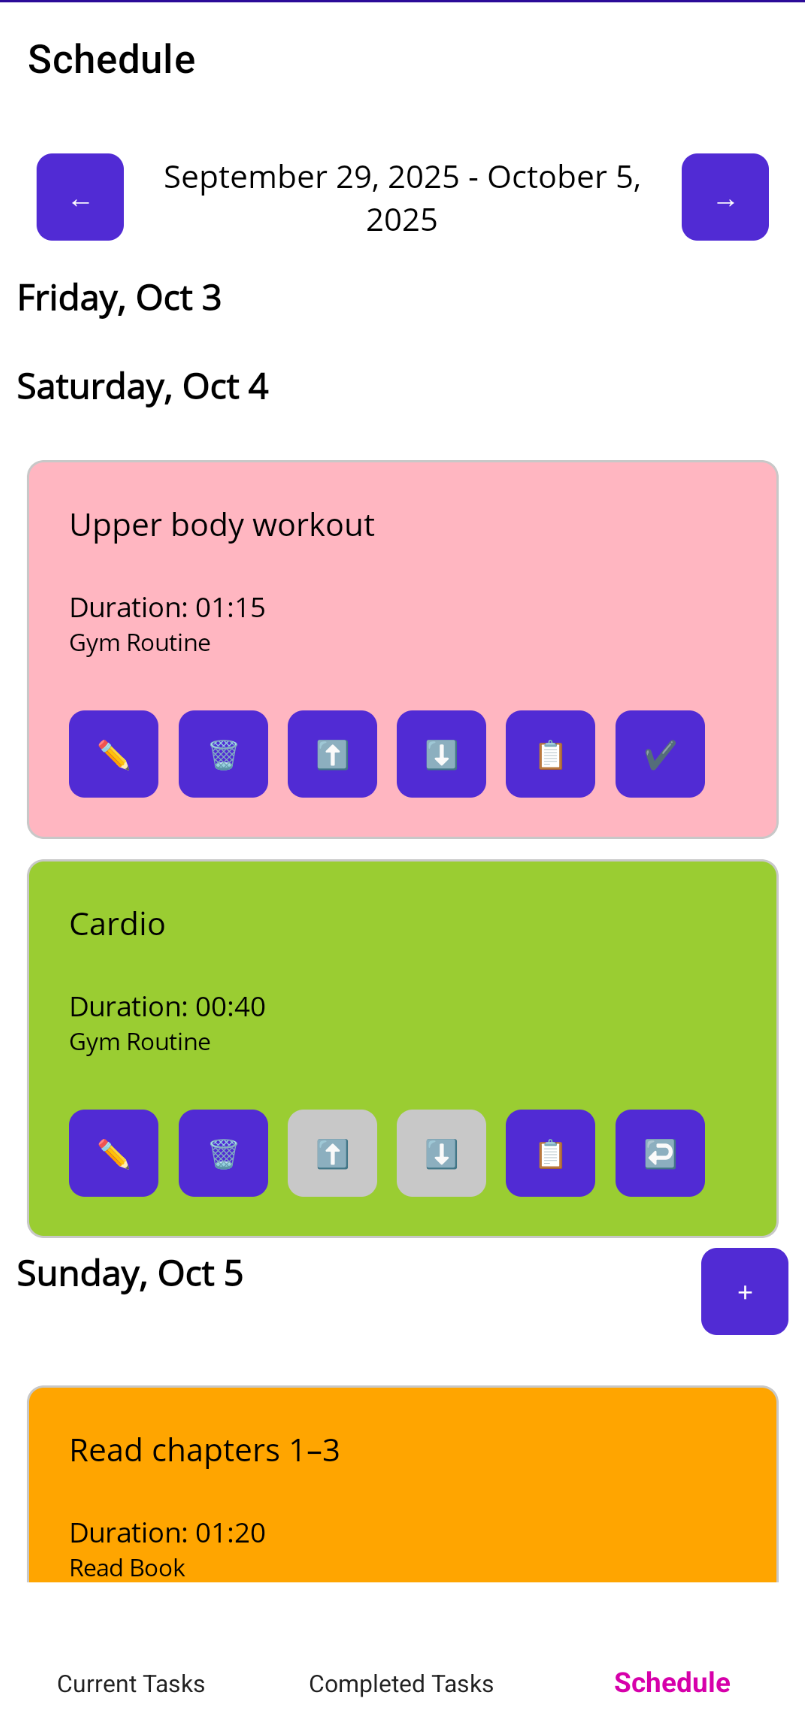 Schedule
←
September 29, 2025 - October 5,
2025
→
Friday, Oct 3
Saturday, Oct 4
Upper body workout
Duration: 01:15
Gym Routine
Cardio
Duration: 00:40
Gym Routine
Sunday, Oct 5
+
Read chapters 1–3
Duration: 01:20
Read Book
Current Tasks
Completed Tasks
Schedule